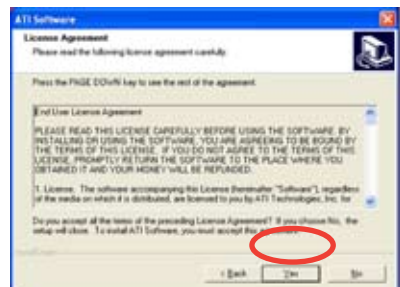 ATI Software
License Agreement
Please read the following license agreement carefully.
Press the PAGE DOWN key to see the rest of the agreement.
End User License Agreement
PLEASE READ THIS LICENSE CAREFULLY BEFORE USING THE SOFTWARE. BY
INSTALLING OR USING THE SOFTWARE, YOU ARE AGREEING TO BE BOUND BY
THE TERMS OF THIS LICENSE. IF YOU DO NOT AGREE TO THE TERMS OF THIS
LICENSE, PROMPTLY RETURN THE SOFTWARE TO THE PLACE WHERE YOU
OBTAINED IT AND YOUR MONEY WILL BE REFUNDED.
1. License. The software accompanying this License (hereinafter "Software"), regardless
of the media on which it is distributed, are licensed to you by ATI Technologies, Inc. for
Do you accept all the terms of the preceding License Agreement? If you choose No, the
setup will close. To install ATI Software, you must accept this agreement.
< Back
Yes
No